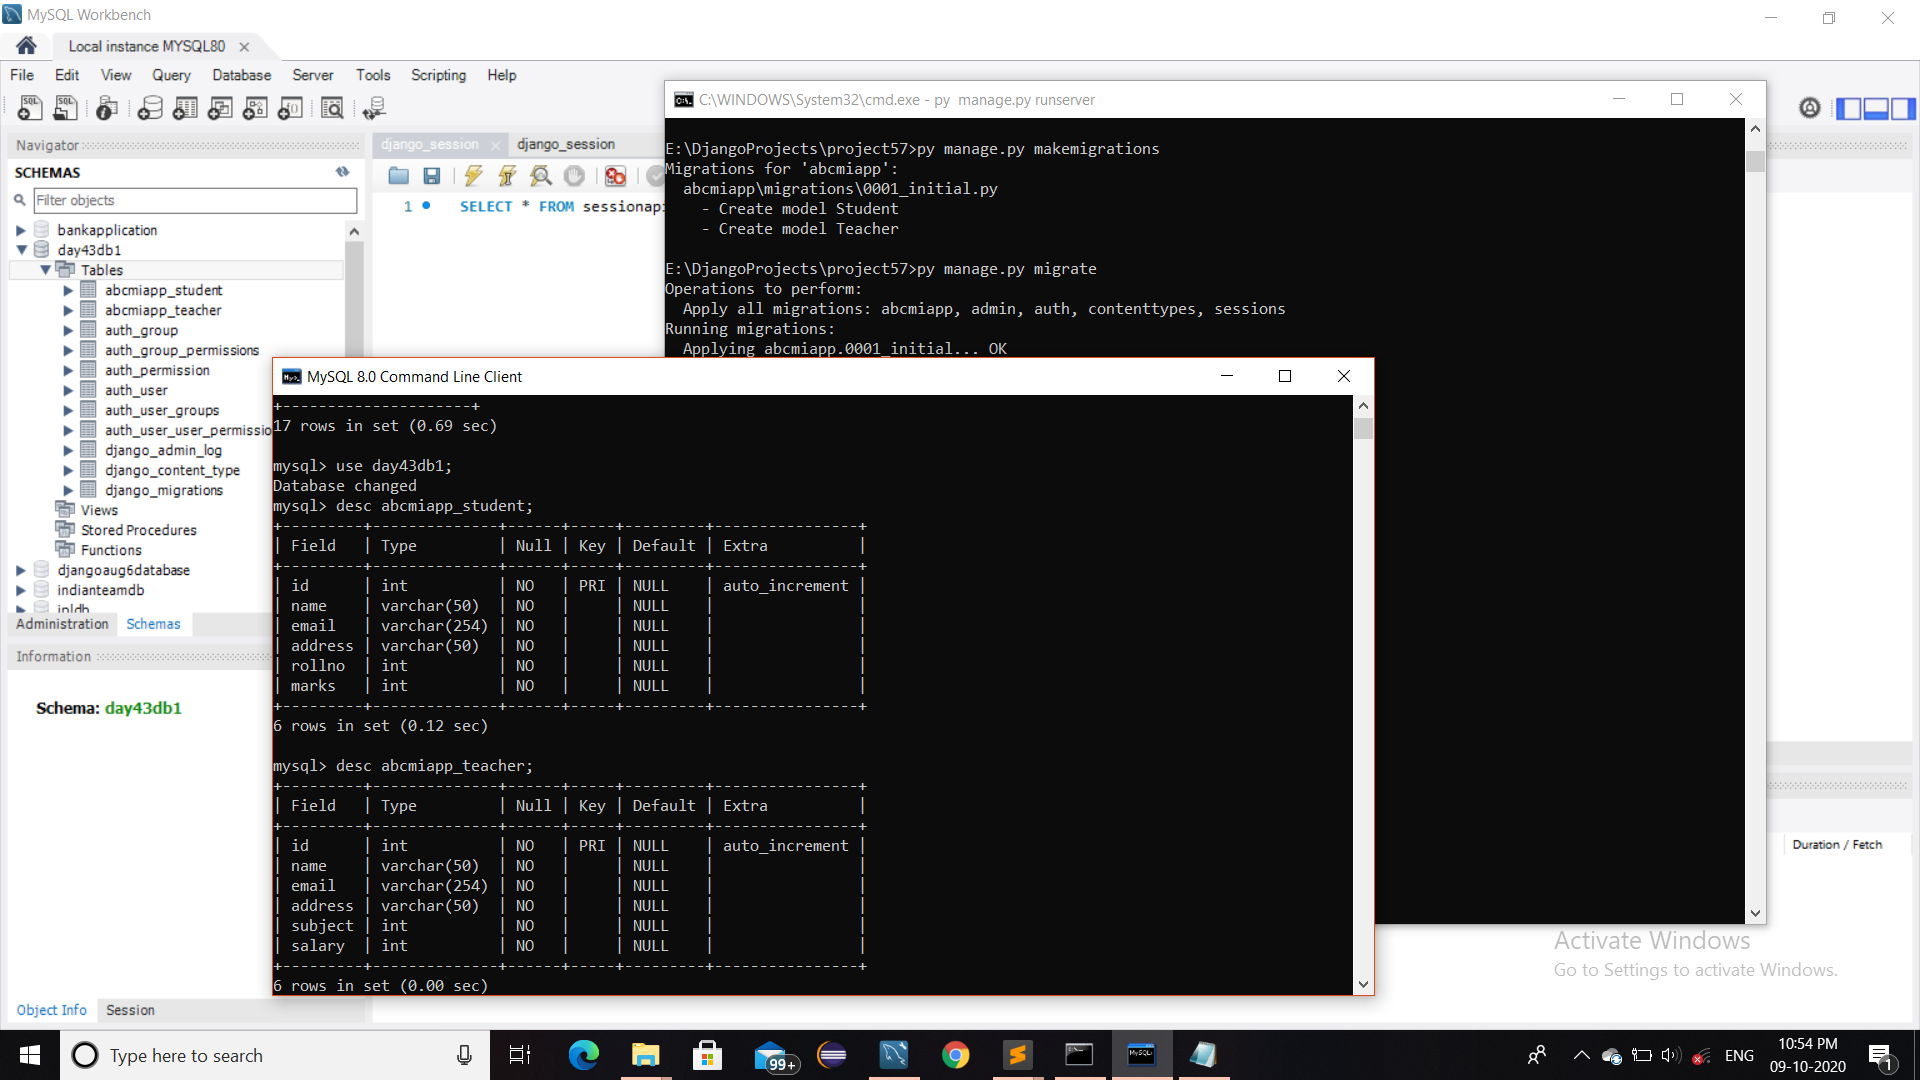 MySQL Workbench
Local instance MYSQL80
File Edit View Query Database Server Tools Scripting Help
Navigator
SCHEMAS
Filter objects
bankapplication
day43db1
Tables
abcmiapp_student
abcmiapp_teacher
auth_group
auth_group_permissions
auth_permission
auth_user
auth_user_groups
auth_user_user_permissio
django_admin_log
django_content_type
django_migrations
Views
Stored Procedures
Functions
djangoaug6database
indianteamdb
ipldb
Administration Schemas
Information
Schema: day43db1
Object Info Session
django_session django_session
1 SELECT * FROM sessionap
C:\WINDOWS\System32\cmd.exe - py manage.py runserver
E:\DjangoProjects\project57>py manage.py makemigrations
Migrations for 'abcmiapp':
abcmiapp\migrations\0001_initial.py
- Create model Student
- Create model Teacher
E:\DjangoProjects\project57>py manage.py migrate
Operations to perform:
Apply all migrations: abcmiapp, admin, auth, contenttypes, sessions
Running migrations:
Applying abcmiapp.0001_initial... OK
MySQL 8.0 Command Line Client
+---------------------+
17 rows in set (0.69 sec)
mysql> use day43db1;
Database changed
mysql> desc abcmiapp_student;
+---------+--------------+------+-----+---------+----------------+
| Field | Type | Null | Key | Default | Extra |
+---------+--------------+------+-----+---------+----------------+
| id | int | NO | PRI | NULL | auto_increment |
| name | varchar(50) | NO | | NULL | |
| email | varchar(254) | NO | | NULL | |
| address | varchar(50) | NO | | NULL | |
| rollno | int | NO | | NULL | |
| marks | int | NO | | NULL | |
+---------+--------------+------+-----+---------+----------------+
6 rows in set (0.12 sec)
mysql> desc abcmiapp_teacher;
+---------+--------------+------+-----+---------+----------------+
| Field | Type | Null | Key | Default | Extra |
+---------+--------------+------+-----+---------+----------------+
| id | int | NO | PRI | NULL | auto_increment |
| name | varchar(50) | NO | | NULL | |
| email | varchar(254) | NO | | NULL | |
| address | varchar(50) | NO | | NULL | |
| subject | int | NO | | NULL | |
| salary | int | NO | | NULL | |
+---------+--------------+------+-----+---------+----------------+
6 rows in set (0.00 sec)
Duration / Fetch
Activate Windows
Go to Settings to activate Windows.
Type here to search
99+
ENG
10:54 PM
09-10-2020
1